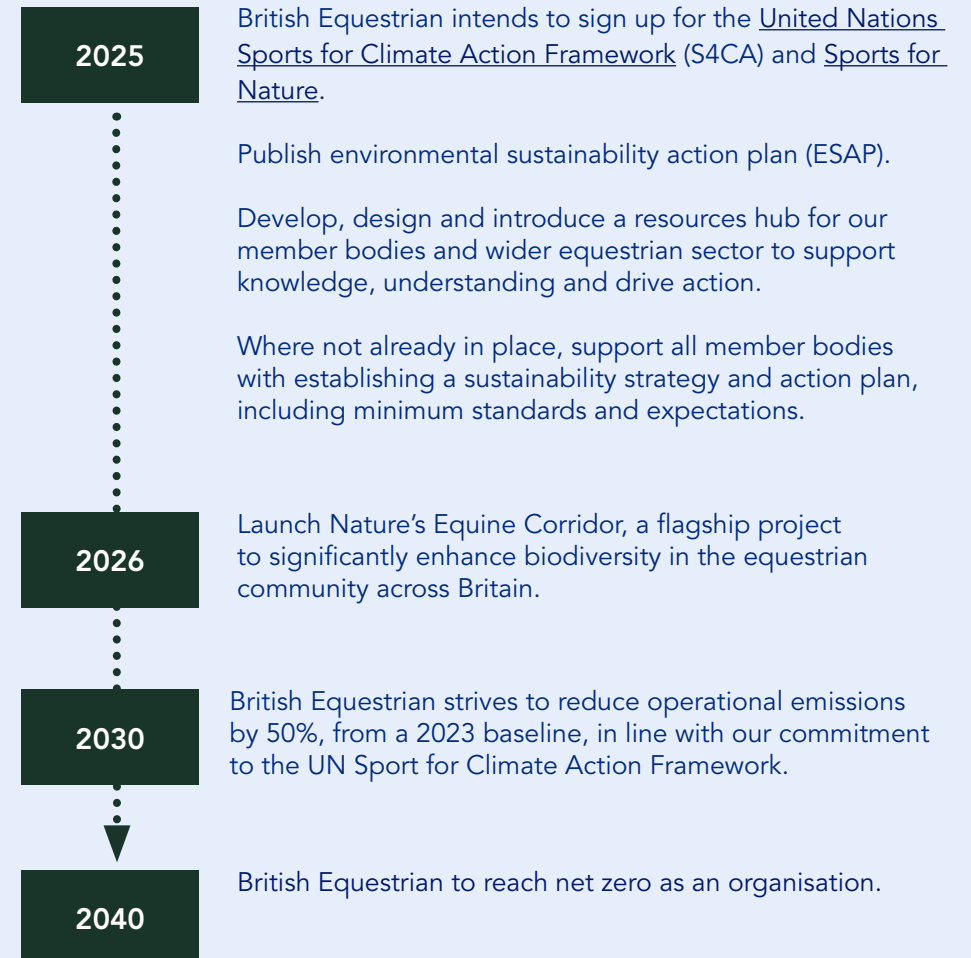 2025
British Equestrian intends to sign up for the United Nations
Sports for Climate Action Framework (S4CA) and Sports for
Nature.
Publish environmental sustainability action plan (ESAP).
Develop, design and introduce a resources hub for our
member bodies and wider equestrian sector to support
knowledge, understanding and drive action.
Where not already in place, support all member bodies
with establishing a sustainability strategy and action plan,
including minimum standards and expectations.
2026
Launch Nature’s Equine Corridor, a flagship project
to significantly enhance biodiversity in the equestrian
community across Britain.
2030
British Equestrian strives to reduce operational emissions
by 50%, from a 2023 baseline, in line with our commitment
to the UN Sport for Climate Action Framework.
2040
British Equestrian to reach net zero as an organisation.